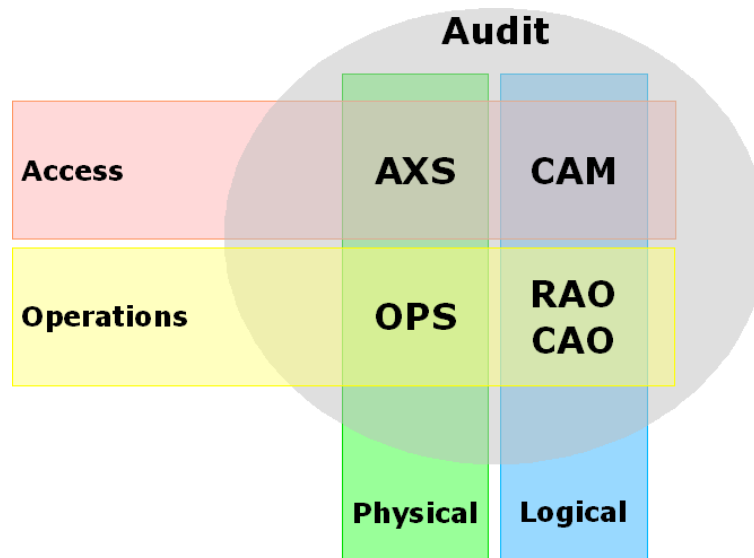 Audit
Access
AXS
CAM
Operations
OPS
RAO
CAO
Physical
Logical